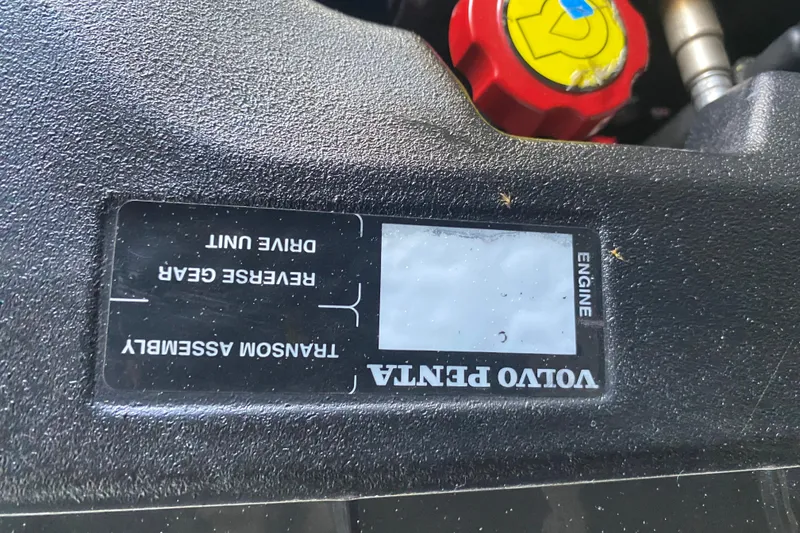 VOLVO PENTA
ENGINE
TRANSOM ASSEMBLY
REVERSE GEAR
DRIVE UNIT